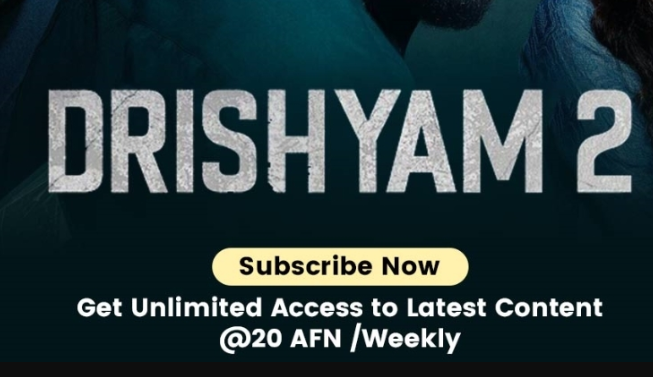 DRISHYAM 2
Subscribe Now
Get Unlimited Access to Latest Content
@20 AFN /Weekly